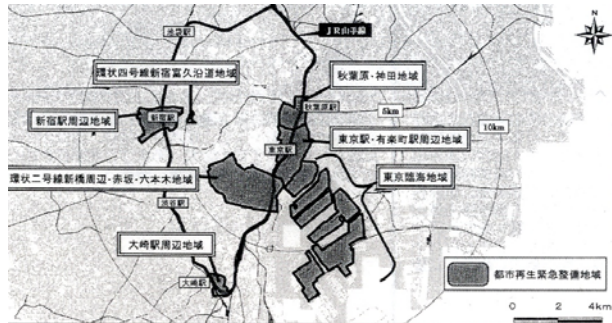 池袋駅
JR山手線
環状四号線新宿富久沿道地域
秋葉原・神田地域
新宿駅周辺地域
新宿駅
秋葉原駅
5km
10km
東京駅
東京駅・有楽町駅周辺地域
環状二号線新橋周辺・赤坂・六本木地域
東京臨海地域
渋谷駅
大崎駅周辺地域
大崎駅
都市再生緊急整備地域
0 2 4km